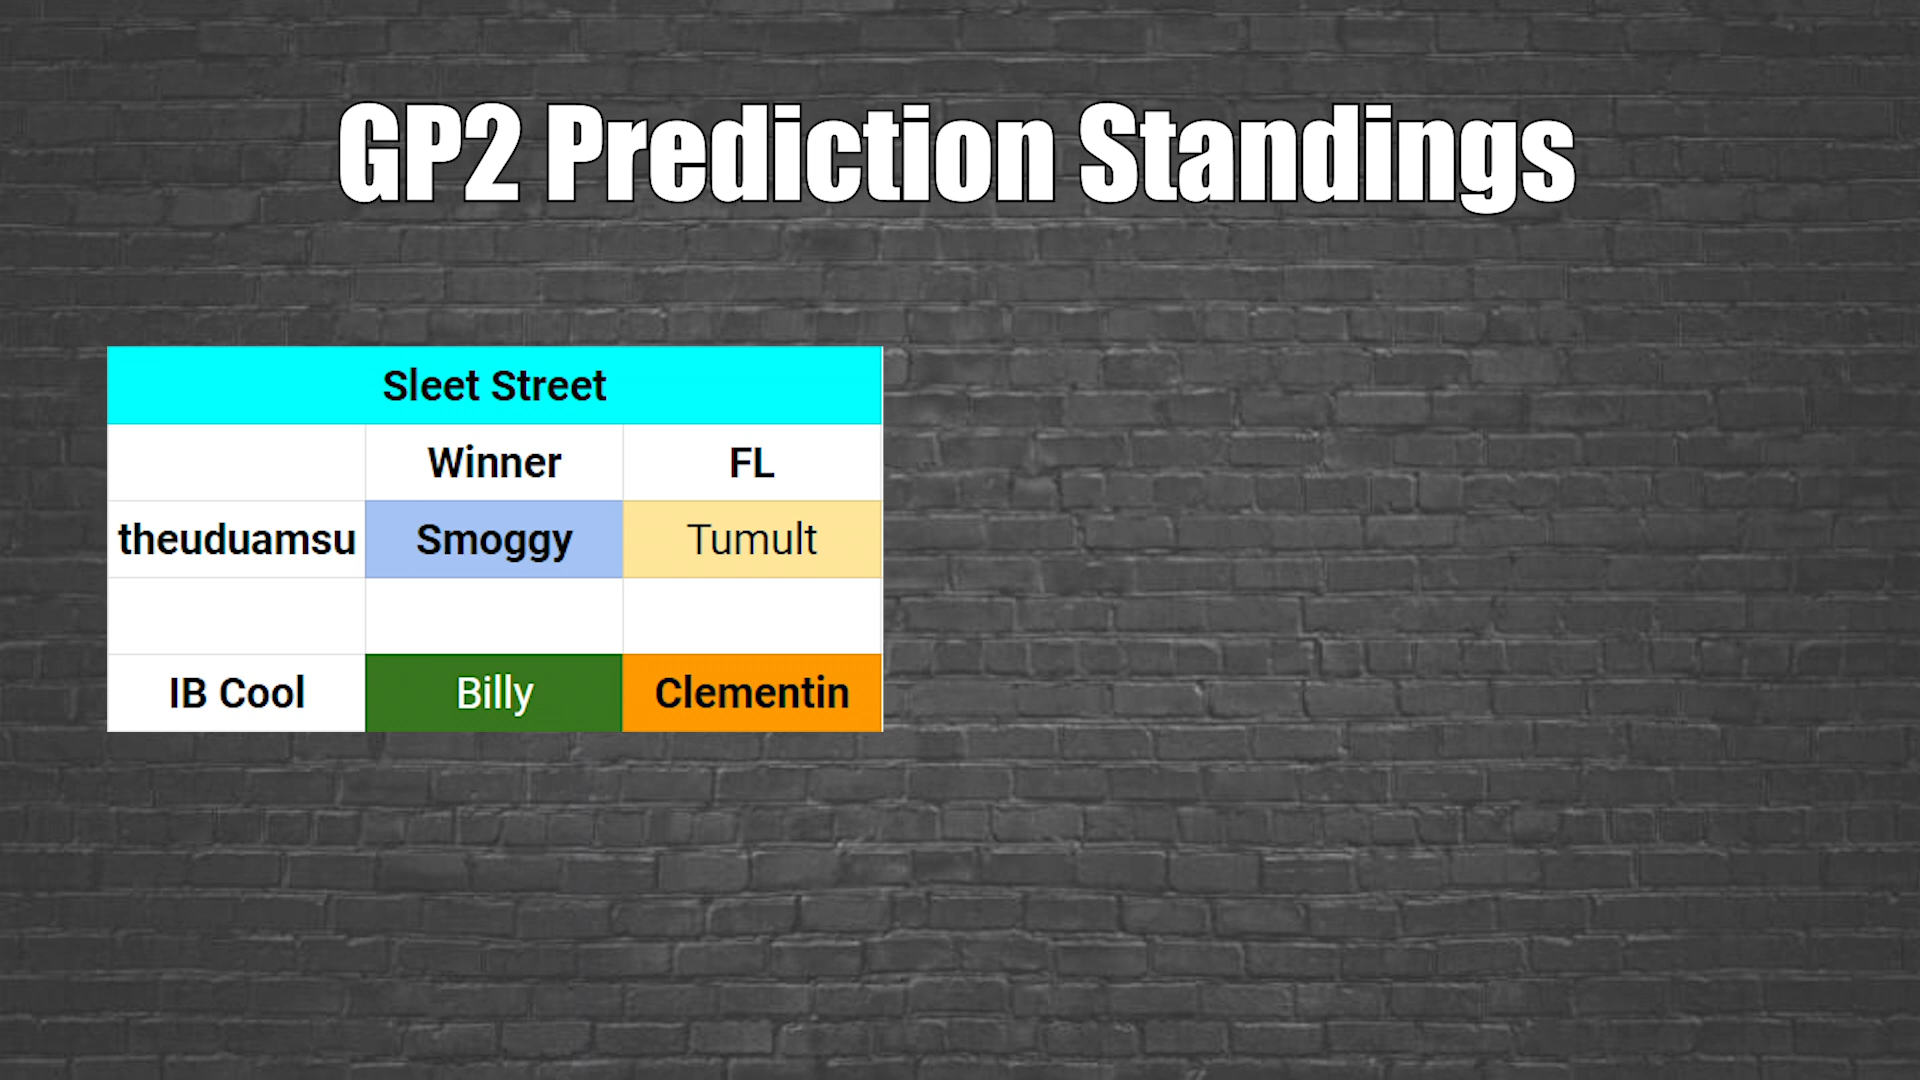 GP2 Prediction Standings
Sleet Street
Winner FL
theuduamsu Smoggy Tumult
IB Cool Billy Clementin